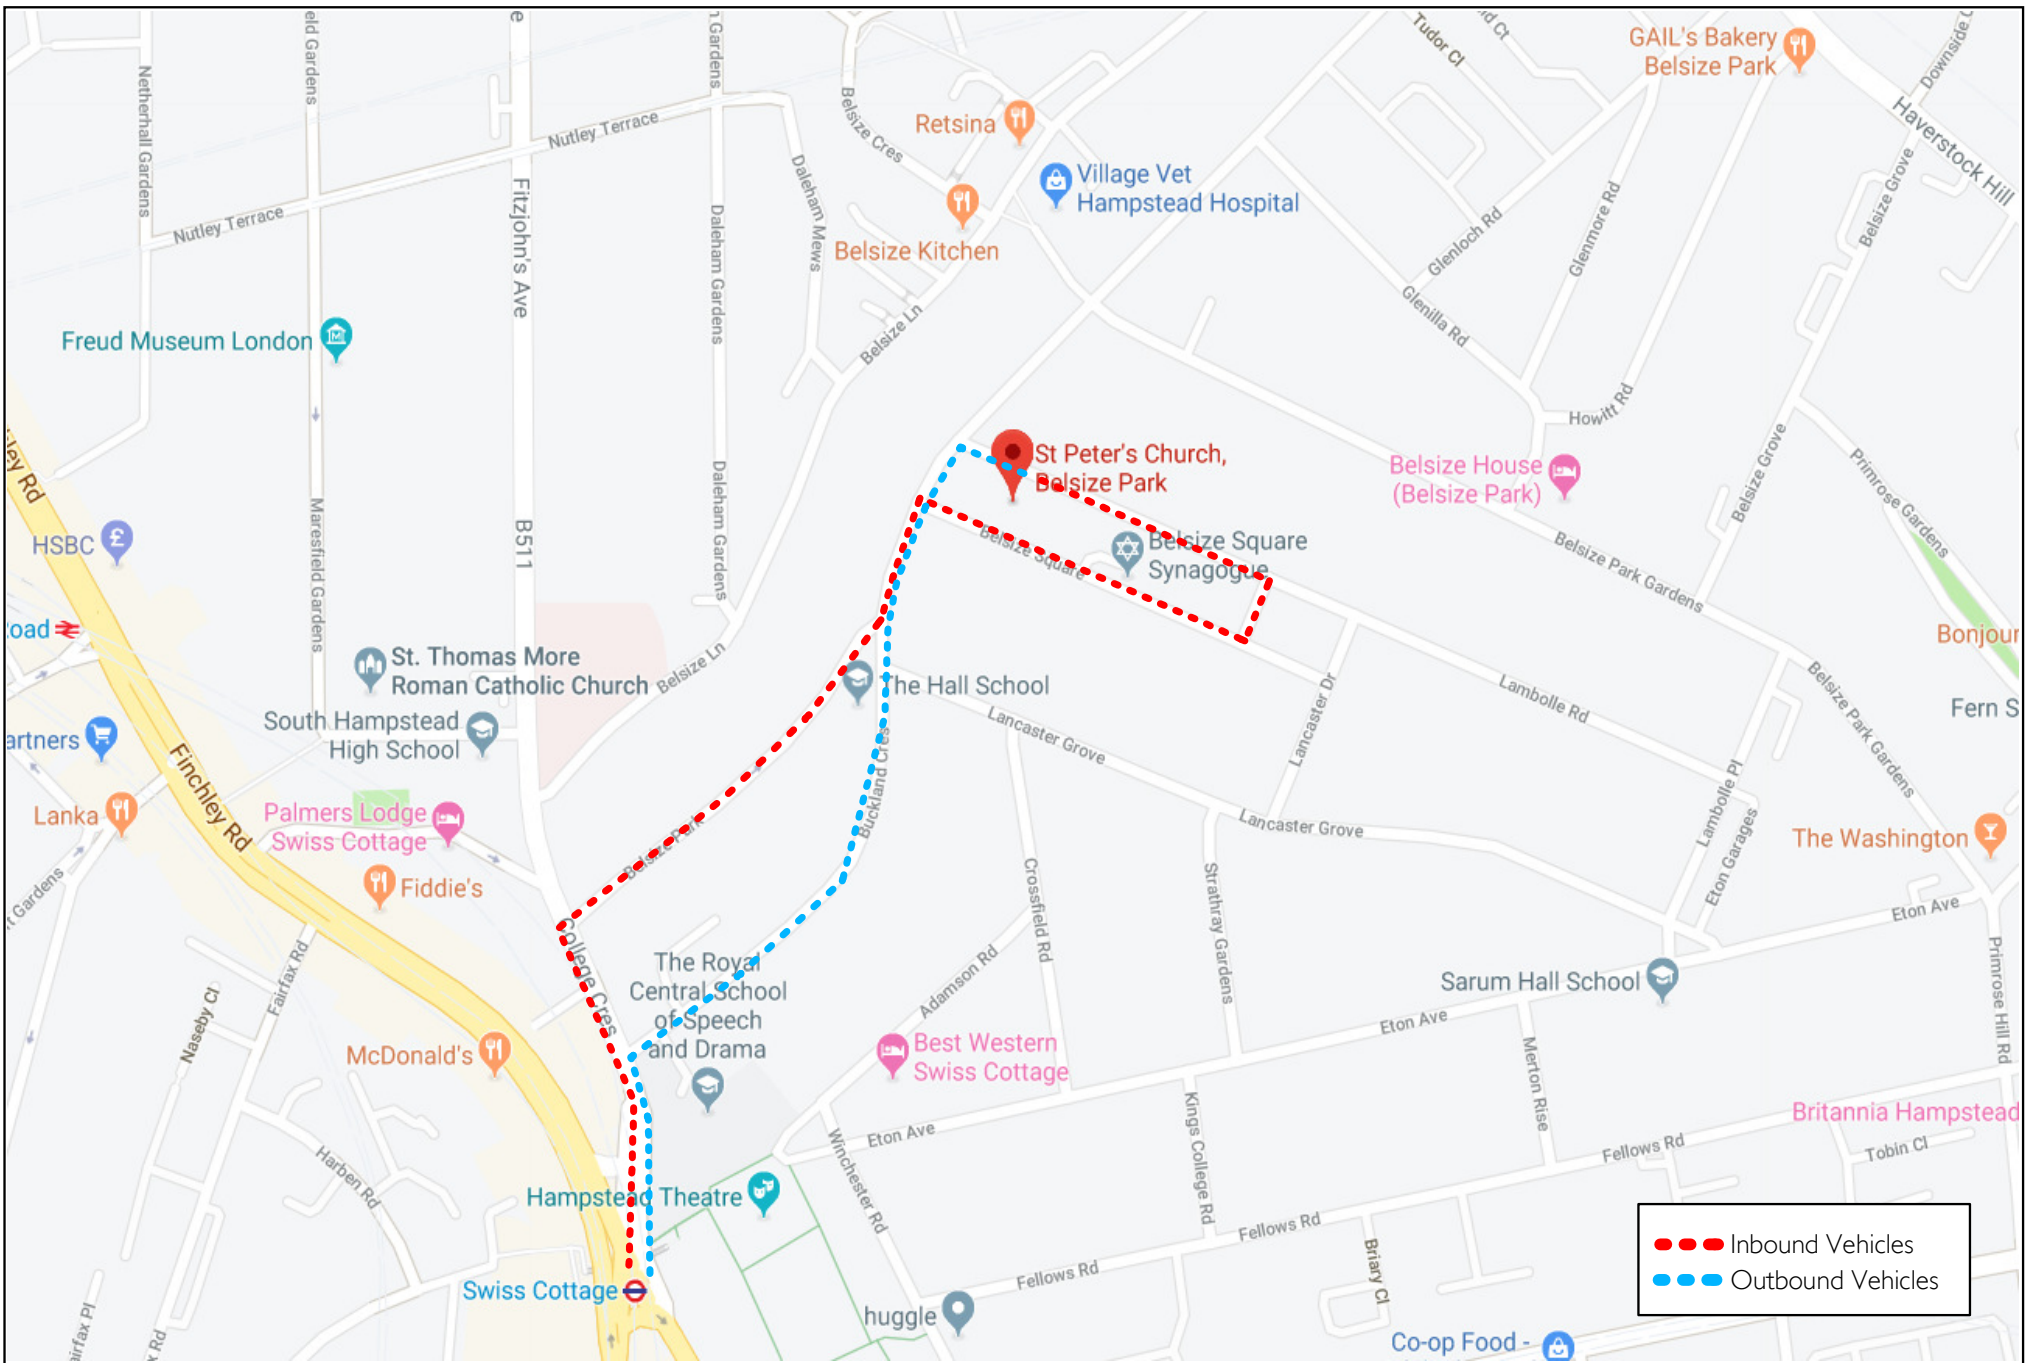 Tudor Cl
GAIL's Bakery
Belsize Park
Downside
Haverstock Hill
Netherhall Gardens
Nutley Terrace
Nutley Terrace
Fitzjohn's Ave
Gardens
Daleham Mews
Daleham Gardens
Belsize Cres
Retsina
Village Vet
Hampstead Hospital
Belsize Kitchen
Belsize Ln
Glenloch Rd
Glenmore Rd
Glenilla Rd
Belsize Grove
Freud Museum London
Howitt Rd
St Peter's Church,
Belsize Park
Belsize House
(Belsize Park)
Belsize Grove
Primrose Gardens
HSBC
Maresfield Gardens
B511
Daleham Gardens
Belsize Square
Belsize Square
Synagogue
Belsize Park Gardens
St. Thomas More
Roman Catholic Church
Belsize Ln
The Hall School
Bonjour
South Hampstead
High School
Lancaster Grove
Lancaster Dr
Lambolle Rd
Belsize Park Gardens
Fern S
Finchley Rd
Lanka
Palmers Lodge
Swiss Cottage
Belsize Park
Buckland Cres
Lancaster Grove
Lambolle Pl
Eton Garages
The Washington
Fiddie's
College Cres
Crossfield Rd
Strathray Gardens
Eton Ave
Fairfax Rd
Naseby Cl
The Royal
Central School
of Speech
and Drama
Adamson Rd
Sarum Hall School
Primrose Hill Rd
McDonald's
Best Western
Swiss Cottage
Eton Ave
Merton Rise
Kings College Rd
Britannia Hampstead
Eton Ave
Winchester Rd
Fellows Rd
Tobin Cl
Harben Rd
Hampstead Theatre
Fellows Rd
Briary Cl
Inbound Vehicles
Outbound Vehicles
Swiss Cottage
Fellows Rd
huggle
Co-op Food -